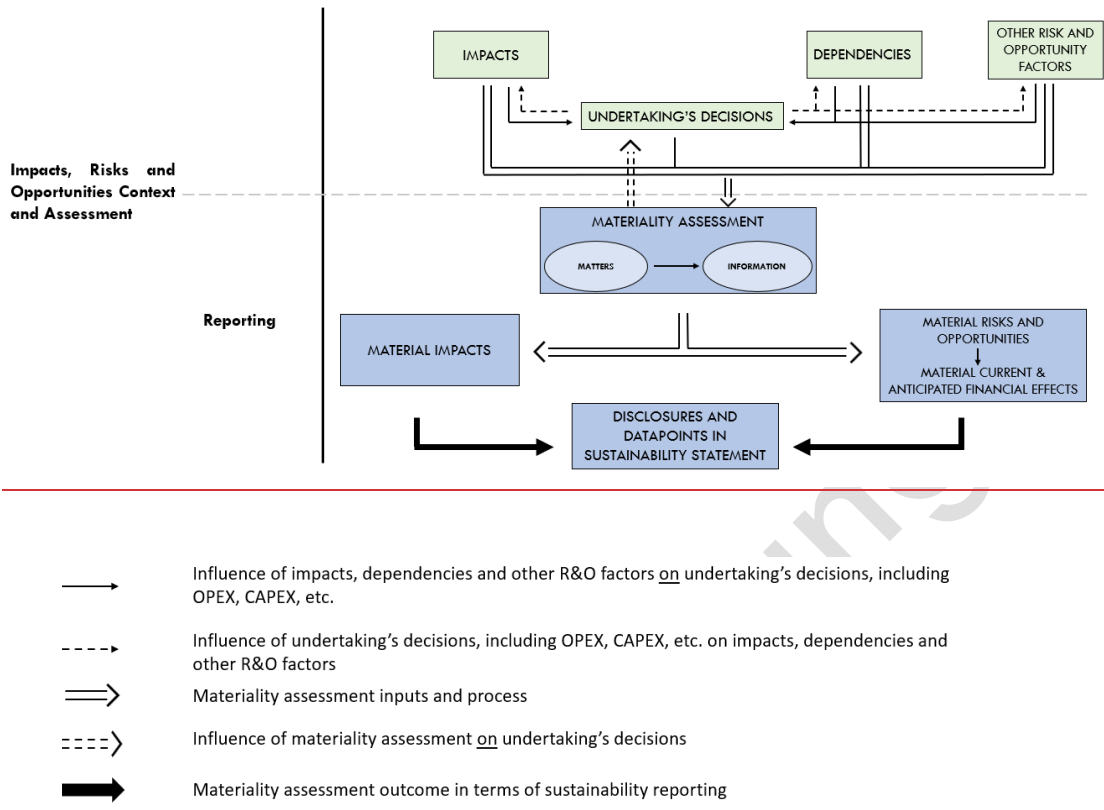 IMPACTS
DEPENDENCIES
OTHER RISK AND
OPPORTUNITY
FACTORS
UNDERTAKING'S DECISIONS
Impacts, Risks and
Opportunities Context
and Assessment
MATERIALITY ASSESSMENT
MATTERS
INFORMATION
Reporting
MATERIAL IMPACTS
MATERIAL RISKS AND
OPPORTUNITIES
MATERIAL CURRENT &
ANTICIPATED FINANCIAL EFFECTS
DISCLOSURES AND
DATAPOINTS IN
SUSTAINABILITY STATEMENT
Influence of impacts, dependencies and other R&O factors on undertaking's decisions, including
OPEX, CAPEX, etc.
Influence of undertaking's decisions, including OPEX, CAPEX, etc. on impacts, dependencies and
other R&O factors
Materiality assessment inputs and process
Influence of materiality assessment on undertaking's decisions
Materiality assessment outcome in terms of sustainability reporting